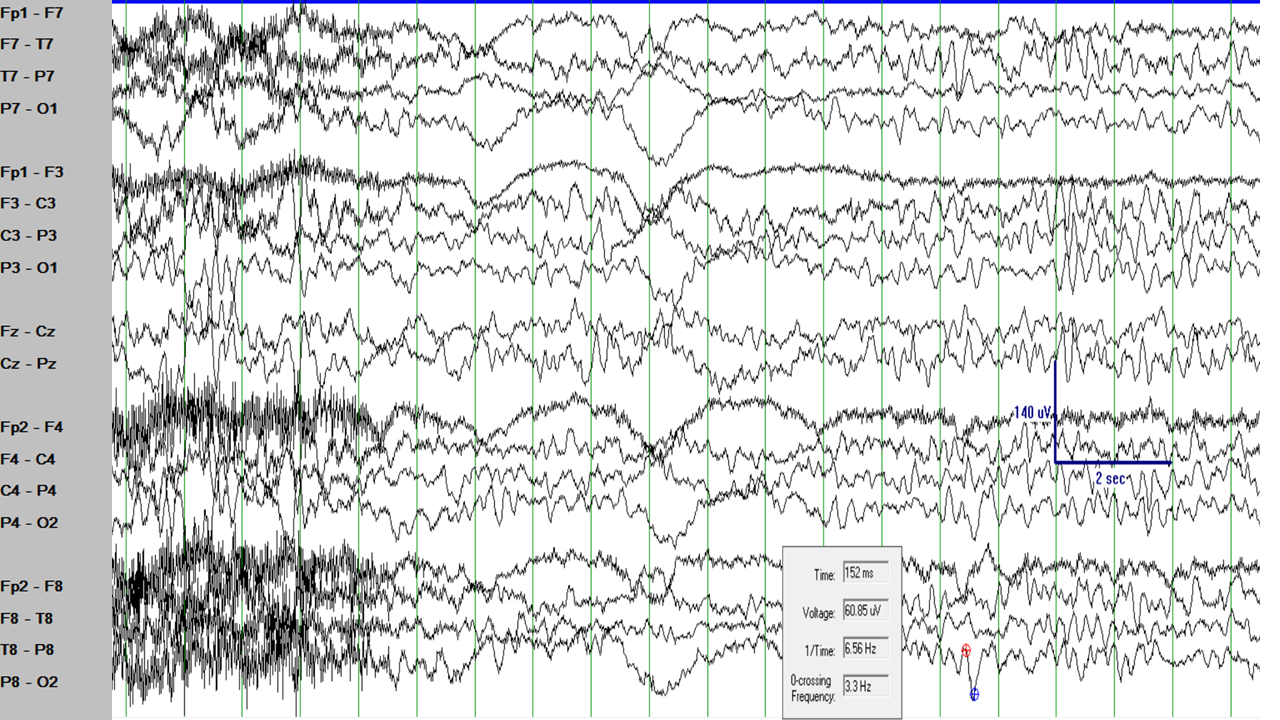 Fp1 - F7
F7 - T7
T7 - P7
P7 - O1
Fp1 - F3
F3 - C3
C3 - P3
P3 - O1
Fz - Cz
Cz - Pz
Fp2 - F4
F4 - C4
C4 - P4
P4 - O2
Fp2 - F8
F8 - T8
T8 - P8
P8 - O2
140 uV
2 sec
Time: 152 ms
Voltage: 60.85 uV
1/Time: 6.56 Hz
0-crossing
Frequency: 3.3 Hz